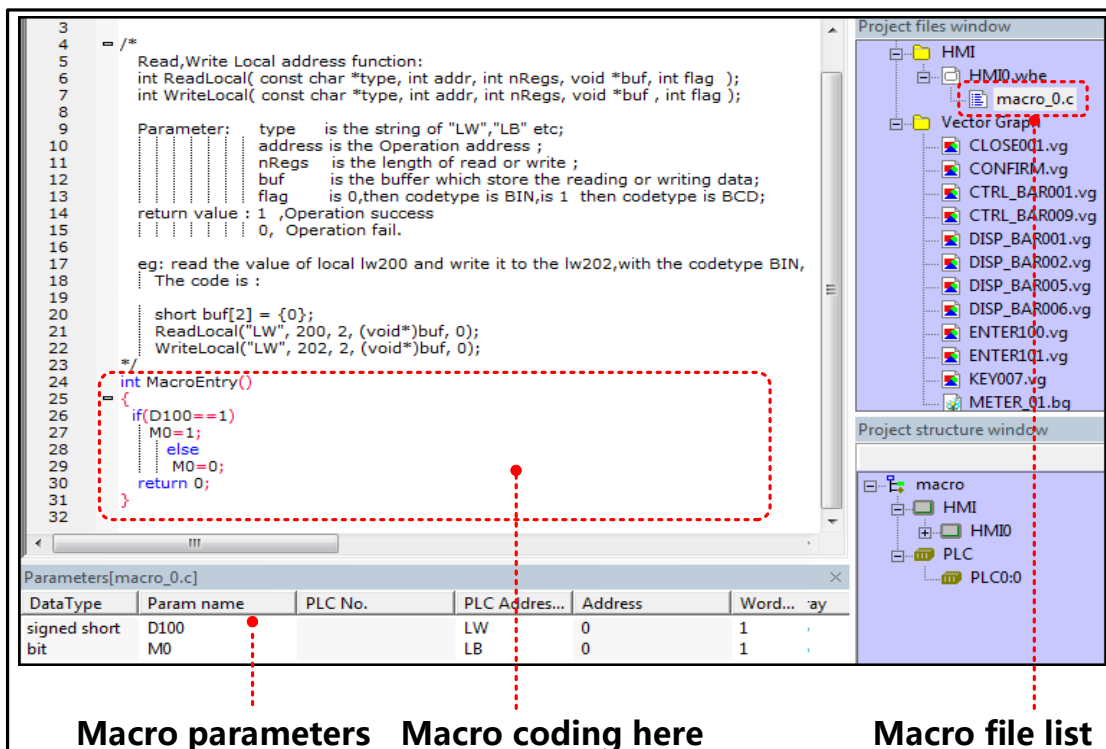 3
4 /*
5 Read,Write Local address function:
6 int ReadLocal( const char *type, int addr, int nRegs, void *buf, int flag );
7 int WriteLocal( const char *type, int addr, int nRegs, void *buf , int flag );
8
9 Parameter: type is the string of "LW","LB" etc;
10 address is the Operation address ;
11 nRegs is the length of read or write ;
12 buf is the buffer which store the reading or writing data;
13 flag is 0,then codetype is BIN,is 1 then codetype is BCD;
14 return value : 1 ,Operation success
15 0, Operation fail.
16
17 eg: read the value of local lw200 and write it to the lw202,with the codetype BIN,
18 The code is :
19
20 short buf[2] = {0};
21 ReadLocal("LW", 200, 2, (void*)buf, 0);
22 WriteLocal("LW", 202, 2, (void*)buf, 0);
23 */
24 int MacroEntry()
25 {
26 if(D100==1)
27 M0=1;
28 else
29 M0=0;
30 return 0;
31 }
32
Project files window
HMI
HMI0.whe
macro_0.c
Vector Graph
CLOSE001.vg
CONFIRM.vg
CTRL_BAR001.vg
CTRL_BAR009.vg
DISP_BAR001.vg
DISP_BAR002.vg
DISP_BAR005.vg
DISP_BAR006.vg
ENTER100.vg
ENTER101.vg
KEY007.vg
METER_01.bg
Project structure window
macro
HMI
HMI0
PLC
PLC0:0
Parameters[macro_0.c]
DataType Param name PLC No. PLC Addres... Address Word... ay
signed short D100 LW 0 1
bit M0 LB 0 1
Macro parameters Macro coding here Macro file list